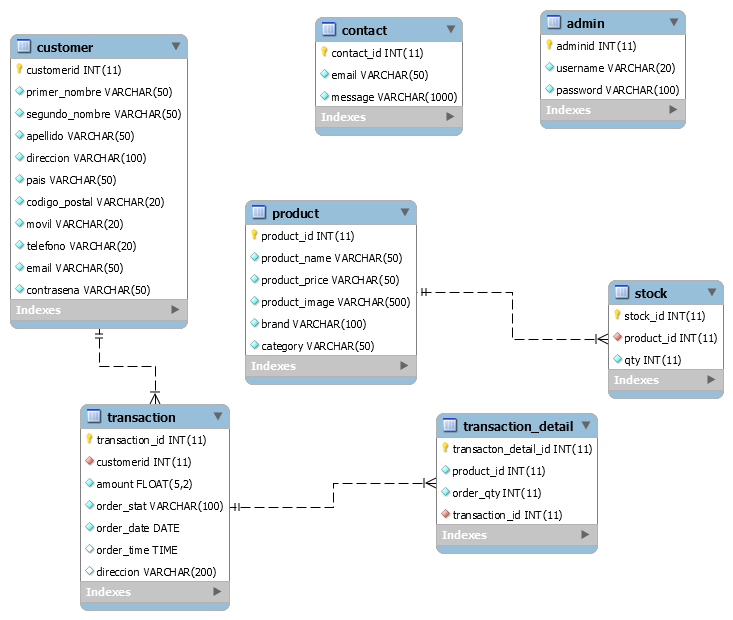 customer
customerid INT(11)
primer_nombre VARCHAR(50)
segundo_nombre VARCHAR(50)
apellido VARCHAR(50)
direccion VARCHAR(100)
pais VARCHAR(50)
codigo_postal VARCHAR(20)
movil VARCHAR(20)
telefono VARCHAR(20)
email VARCHAR(50)
contrasena VARCHAR(50)
Indexes
contact
contact_id INT(11)
email VARCHAR(50)
message VARCHAR(1000)
Indexes
admin
adminid INT(11)
username VARCHAR(20)
password VARCHAR(100)
Indexes
product
product_id INT(11)
product_name VARCHAR(50)
product_price VARCHAR(50)
product_image VARCHAR(500)
brand VARCHAR(100)
category VARCHAR(50)
Indexes
stock
stock_id INT(11)
product_id INT(11)
qty INT(11)
Indexes
transaction
transaction_id INT(11)
customerid INT(11)
amount FLOAT(5,2)
order_stat VARCHAR(100)
order_date DATE
order_time TIME
direccion VARCHAR(200)
Indexes
transaction_detail
transacton_detail_id INT(11)
product_id INT(11)
order_qty INT(11)
transaction_id INT(11)
Indexes